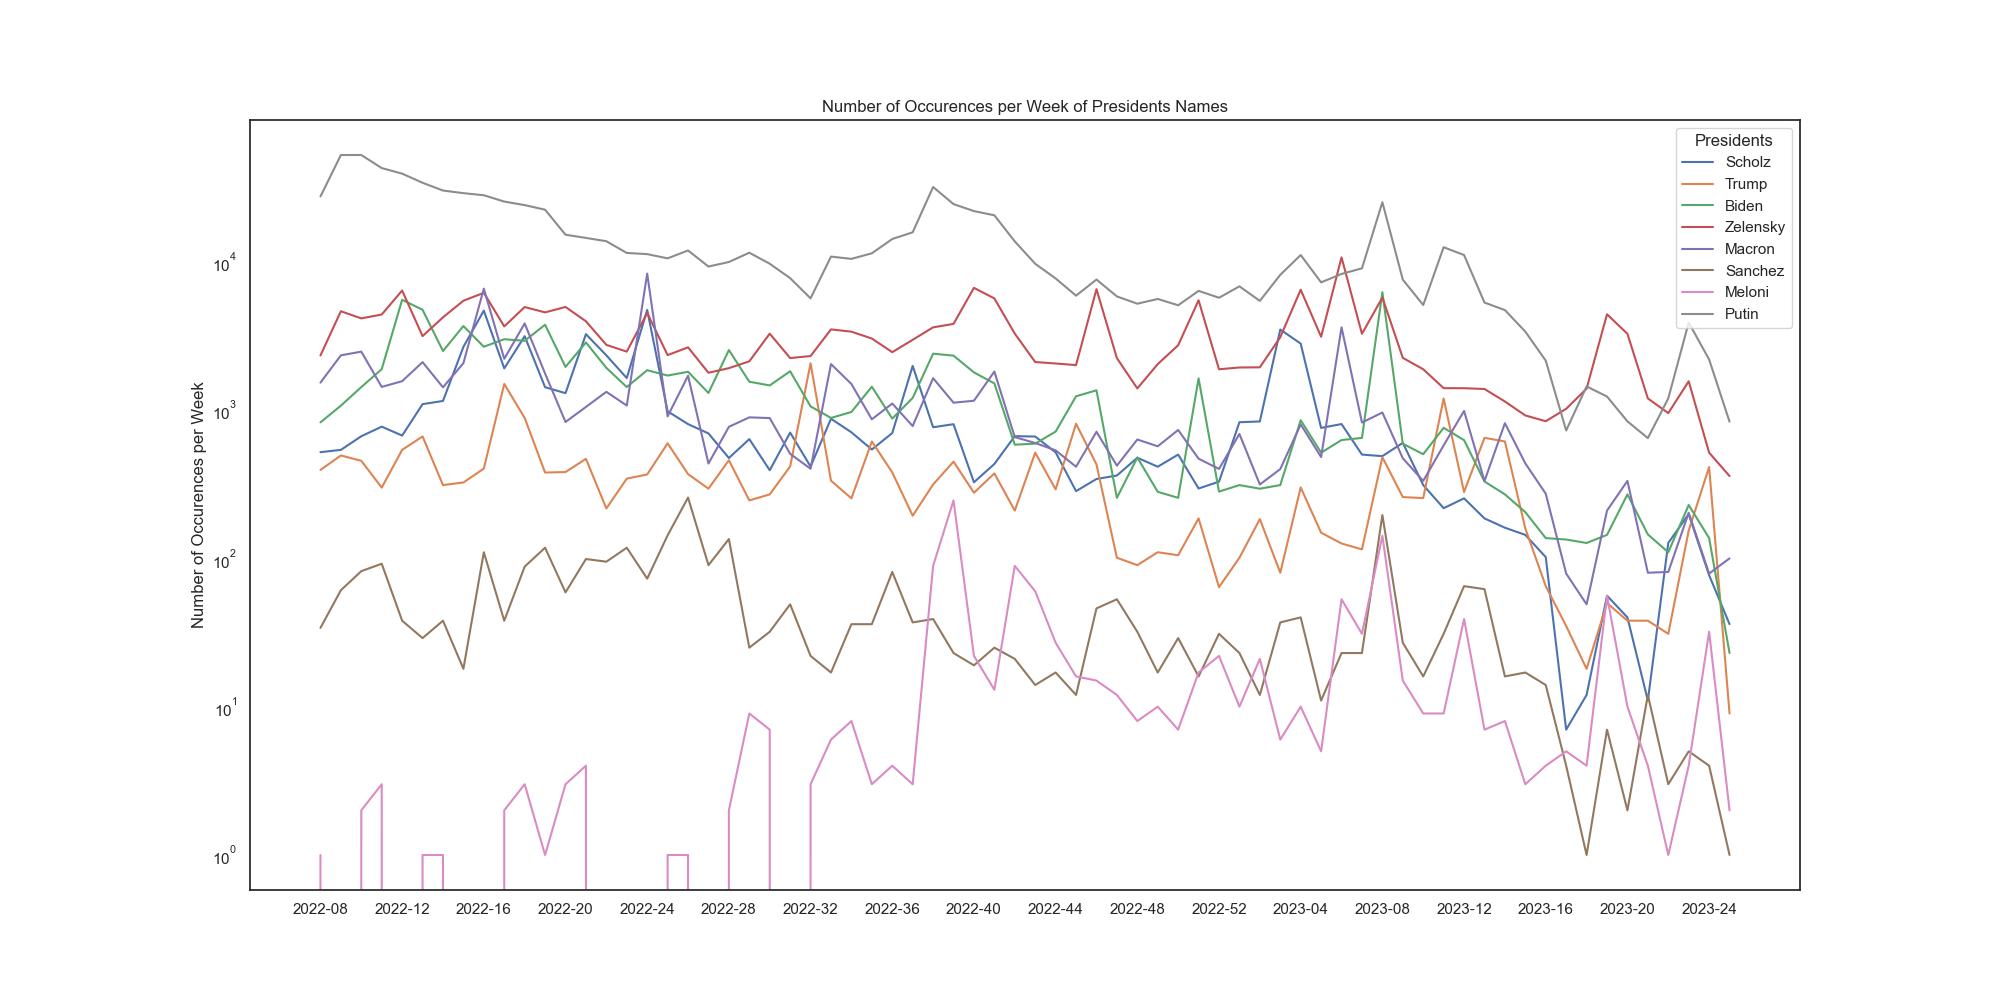 Number of Occurences per Week of Presidents Names
Number of Occurences per Week
10^4
10^3
10^2
10^1
10^0
2022-08 2022-12 2022-16 2022-20 2022-24 2022-28 2022-32 2022-36 2022-40 2022-44 2022-48 2022-52 2023-04 2023-08 2023-12 2023-16 2023-20 2023-24
Presidents
Scholz
Trump
Biden
Zelensky
Macron
Sanchez
Meloni
Putin